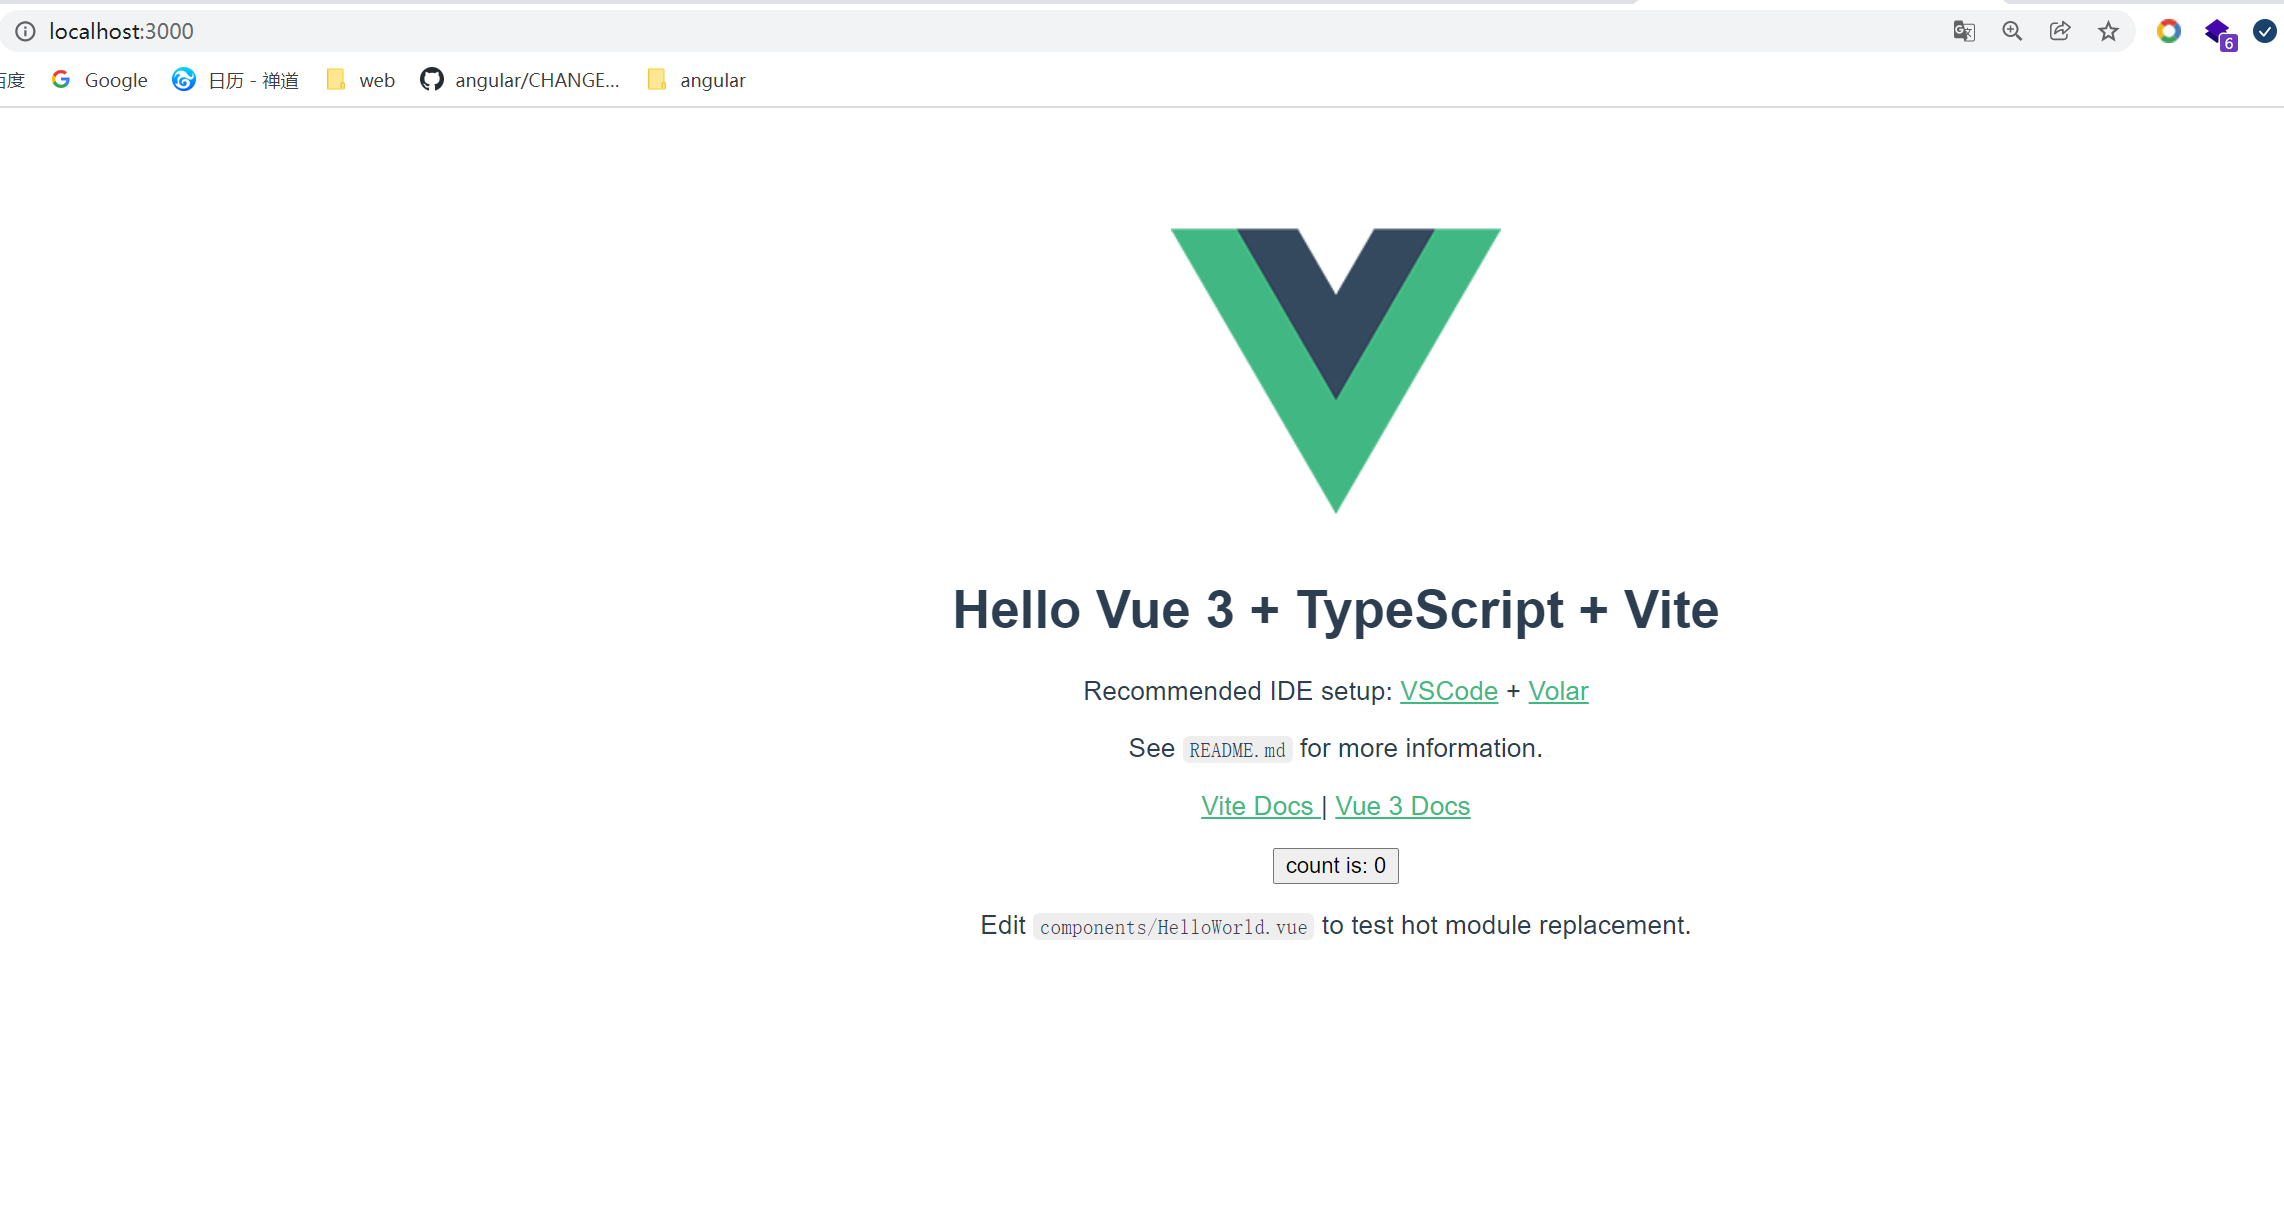 localhost:3000
百度 Google 日历 - 禅道 web angular/CHANGE... angular
6
Hello Vue 3 + TypeScript + Vite
Recommended IDE setup: VSCode + Volar
See README.md for more information.
Vite Docs | Vue 3 Docs
count is: 0
Edit components/HelloWorld.vue to test hot module replacement.